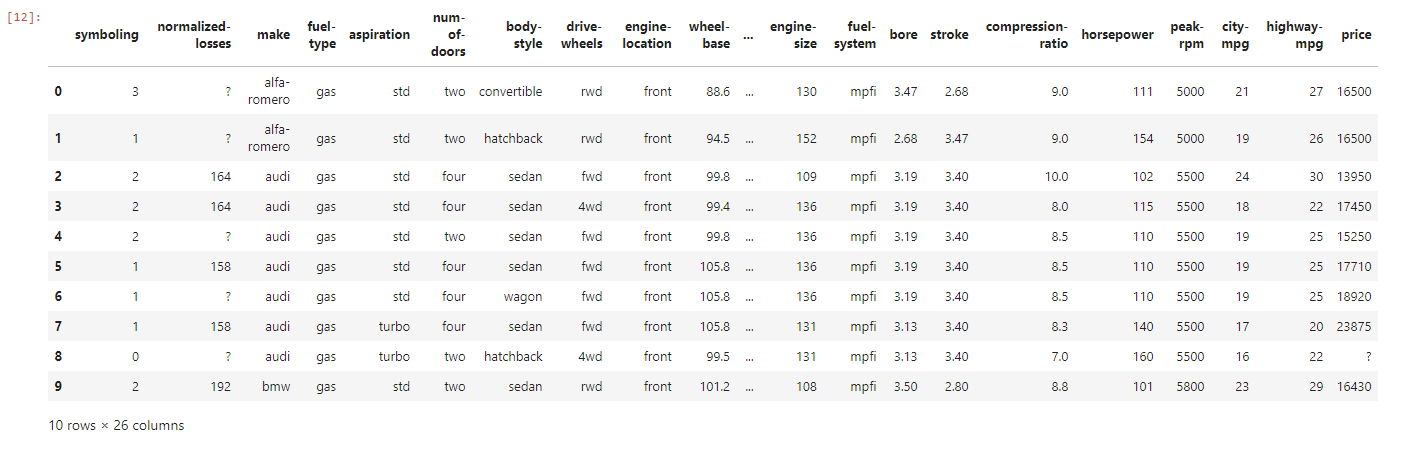 [12]:
symboling normalized-losses make fuel-type aspiration num-of-doors body-style drive-wheels engine-location wheel-base ... engine-size fuel-system bore stroke compression-ratio horsepower peak-rpm city-mpg highway-mpg price
0 3 ? alfa-romero gas std two convertible rwd front 88.6 ... 130 mpfi 3.47 2.68 9.0 111 5000 21 27 16500
1 1 ? alfa-romero gas std two hatchback rwd front 94.5 ... 152 mpfi 2.68 3.47 9.0 154 5000 19 26 16500
2 2 164 audi gas std four sedan fwd front 99.8 ... 109 mpfi 3.19 3.40 10.0 102 5500 24 30 13950
3 2 164 audi gas std four sedan 4wd front 99.4 ... 136 mpfi 3.19 3.40 8.0 115 5500 18 22 17450
4 2 ? audi gas std two sedan fwd front 99.8 ... 136 mpfi 3.19 3.40 8.5 110 5500 19 25 15250
5 1 158 audi gas std four sedan fwd front 105.8 ... 136 mpfi 3.19 3.40 8.5 110 5500 19 25 17710
6 1 ? audi gas std four wagon fwd front 105.8 ... 136 mpfi 3.19 3.40 8.5 110 5500 19 25 18920
7 1 158 audi gas turbo four sedan fwd front 105.8 ... 131 mpfi 3.13 3.40 8.3 140 5500 17 20 23875
8 0 ? audi gas turbo two hatchback 4wd front 99.5 ... 131 mpfi 3.13 3.40 7.0 160 5500 16 22 ?
9 2 192 bmw gas std two sedan rwd front 101.2 ... 108 mpfi 3.50 2.80 8.8 101 5800 23 29 16430
10 rows × 26 columns